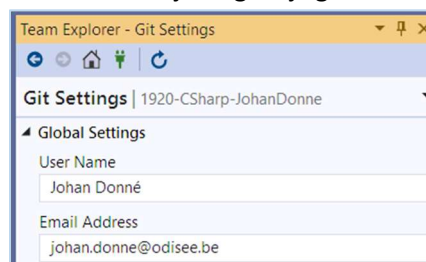 Team Explorer - Git Settings
Git Settings | 1920-CSharp-JohanDonne
Global Settings
User Name
Johan Donné
Email Address
johan.donne@odisee.be